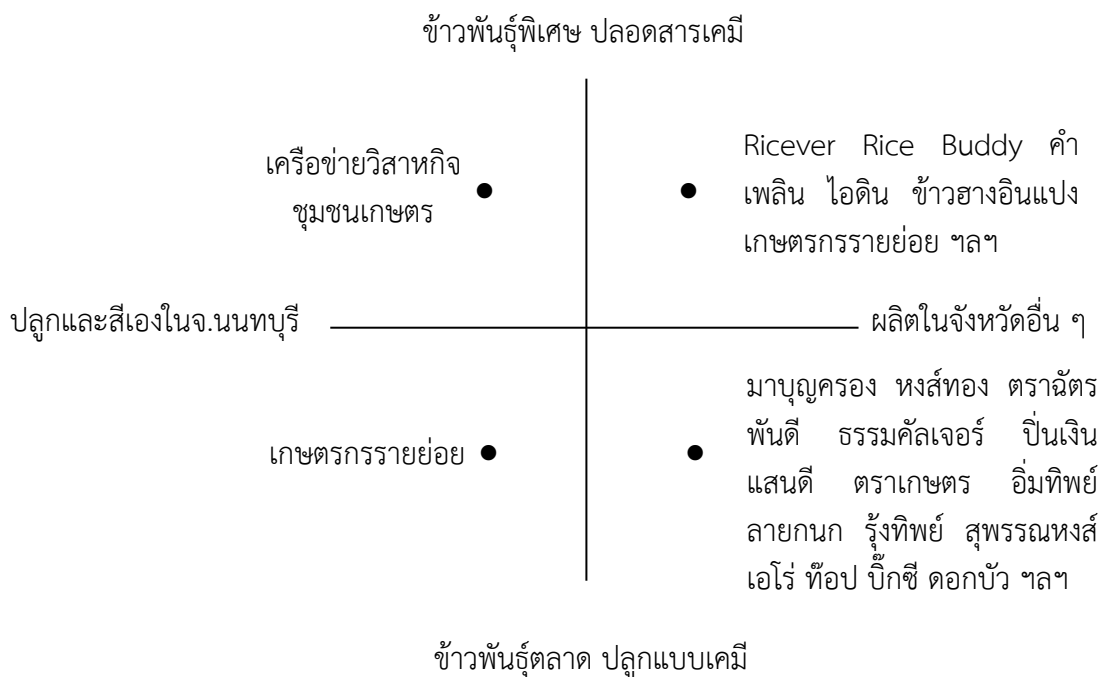 ข้าวพันธุ์พิเศษ ปลอดสารเคมี
เครือข่ายวิสาหกิจ
ชุมชนเกษตร
Ricever Rice Buddy คำ
เพลิน ไอดิน ข้าวฮางอินแปง
เกษตรกรรายย่อย ฯลฯ
ปลูกและสีเองในจ.นนทบุรี
ผลิตในจังหวัดอื่น ๆ
เกษตรกรรายย่อย
มาบุญครอง หงส์ทอง ตราฉัตร
พันดี ธรรมคัลเจอร์ ปิ่นเงิน
แสนดี ตราเกษตร อิ่มทิพย์
ลายกนก รุ้งทิพย์ สุพรรณหงส์
เอโร่ ท๊อป บิ๊กซี ดอกบัว ฯลฯ
ข้าวพันธุ์ตลาด ปลูกแบบเคมี